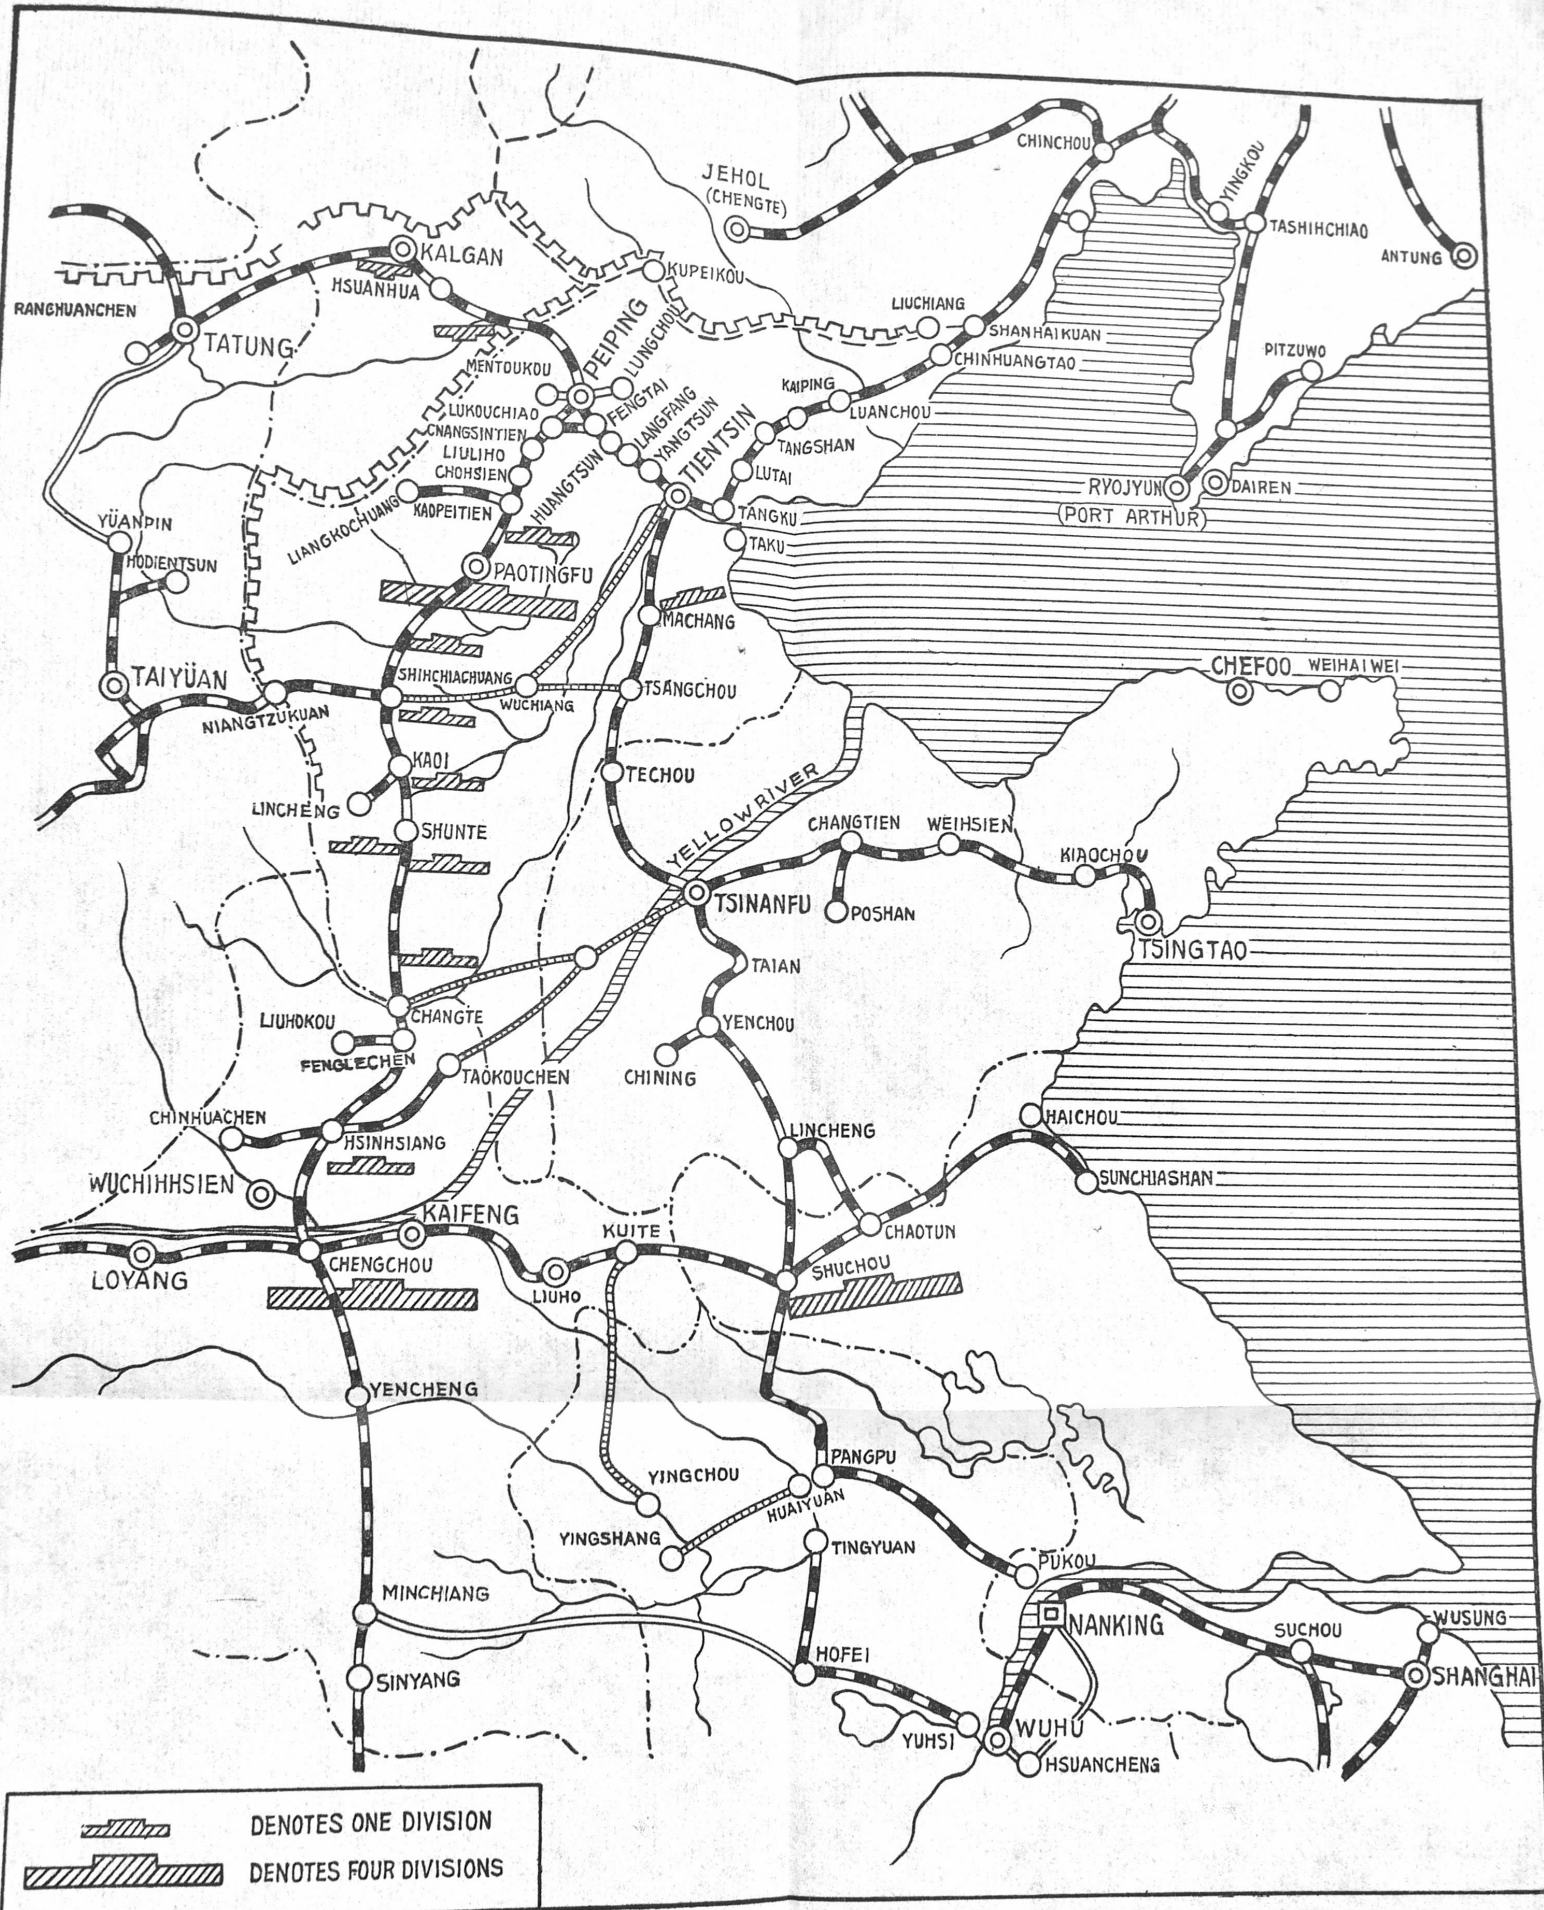 CHINCHOU
YINGKOU
JEHOL
(CHENGTE)
TASHIHCHIAO
ANTUNG
KALGAN
KUPEIKOU
HSUANHUA
RANGHUANCHEN
TATUNG
LIUCHIANG
SHANHAIKUAN
CHINHUANGTAO
PITZUWO
PEIPING
LUNGCHOU
MENTOUKOU
FENGTAI
LUKOUCHIAO
LANGFANG
YANGTSUN
CNANGSINTIEN
LIULIHO
CHOHSIEN
HUANGTSUN
TIENTSIN
KAIPING
LUANCHOU
TANGSHAN
LUTAI
LIANGKOCHUANG
KAOPEITIEN
TANGKU
TAKU
RYOJYUN
(PORT ARTHUR)
DAIREN
YÜANPIN
HODIENTSUN
PAOTINGFU
MACHANG
TAIYÜAN
NIANGTZUKUAN
SHIHCHIACHUANG
WUCHIANG
TSANGCHOU
CHEFOO
WEIHAIWEI
KAOI
LINCHENG
TECHOU
SHUNTE
YELLOW RIVER
CHANGTIEN
WEIHSIEN
KIAOCHOU
TSINANFU
POSHAN
TSINGTAO
TAIAN
LIUHOKOU
CHANGTE
FENGLECHEN
YENCHOU
CHINING
TAOKOUCHEN
CHINHUACHEN
HSINHSIANG
LINCHENG
HAICHOU
WUCHIHHSIEN
SUNCHIASHAN
KAIFENG
KUITE
CHAOTUN
LOYANG
CHENGCHOU
LIUHO
SHUCHOU
YENCHENG
PANGPU
YINGCHOU
HUAIYUAN
YINGSHANG
TINGYUAN
PUKOU
MINCHIANG
NANKING
WUSUNG
SUCHOU
HOFEI
SHANGHAI
SINYANG
YUHSI
WUHU
HSUANCHENG
DENOTES ONE DIVISION
DENOTES FOUR DIVISIONS